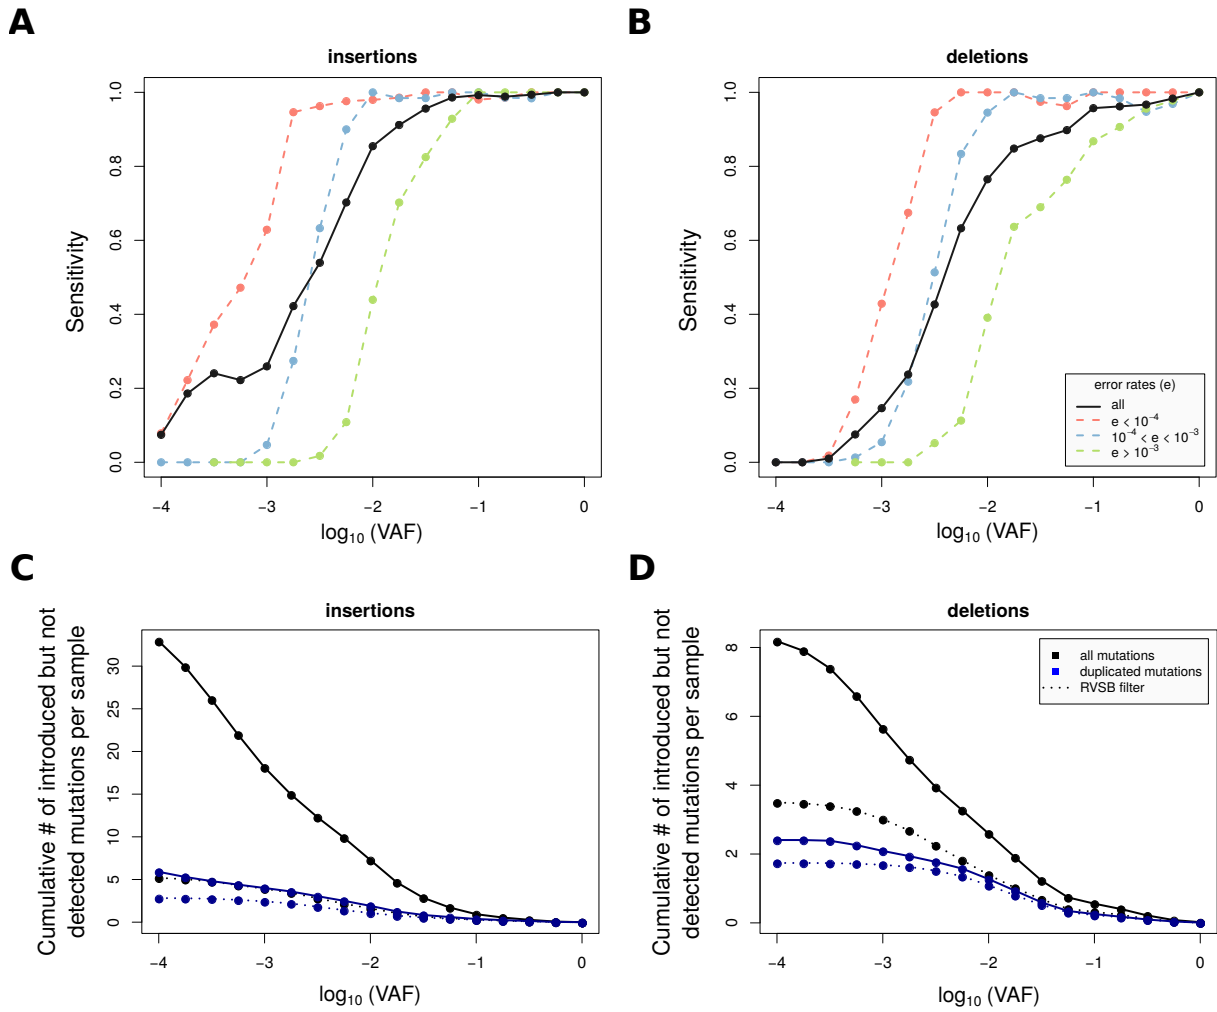 A
insertions
Sensitivity
0.0
0.2
0.4
0.6
0.8
1.0
−4
−3
−2
−1
0
log10 (VAF)
B
deletions
Sensitivity
0.0
0.2
0.4
0.6
0.8
1.0
error rates (e)
all
e < 10−4
10−4 < e < 10−3
e > 10−3
−4
−3
−2
−1
0
log10 (VAF)
C
insertions
Cumulative # of introduced but not
detected mutations per sample
0
5
10
15
20
25
30
−4
−3
−2
−1
0
log10 (VAF)
D
deletions
Cumulative # of introduced but not
detected mutations per sample
0
2
4
6
8
all mutations
duplicated mutations
RVSB filter
−4
−3
−2
−1
0
log10 (VAF)